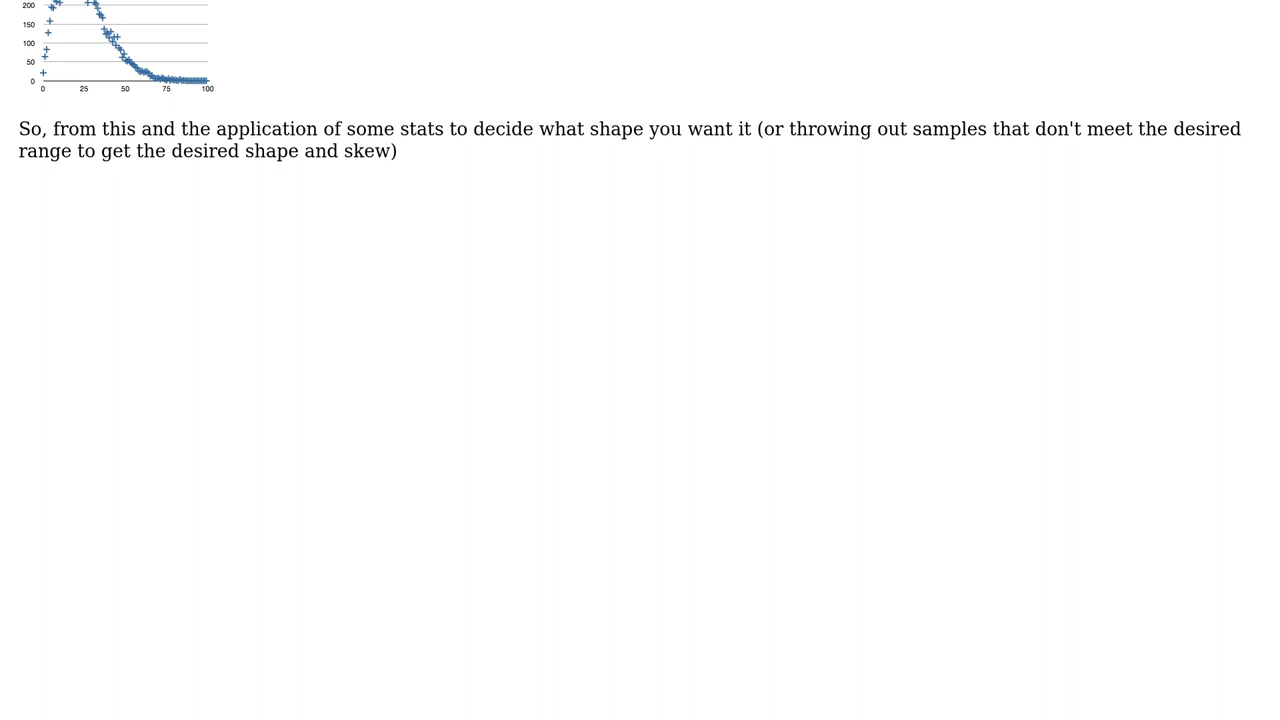 200
150
100
50
0
0 25 50 75 100
So, from this and the application of some stats to decide what shape you want it (or throwing out samples that don't meet the desired
range to get the desired shape and skew)